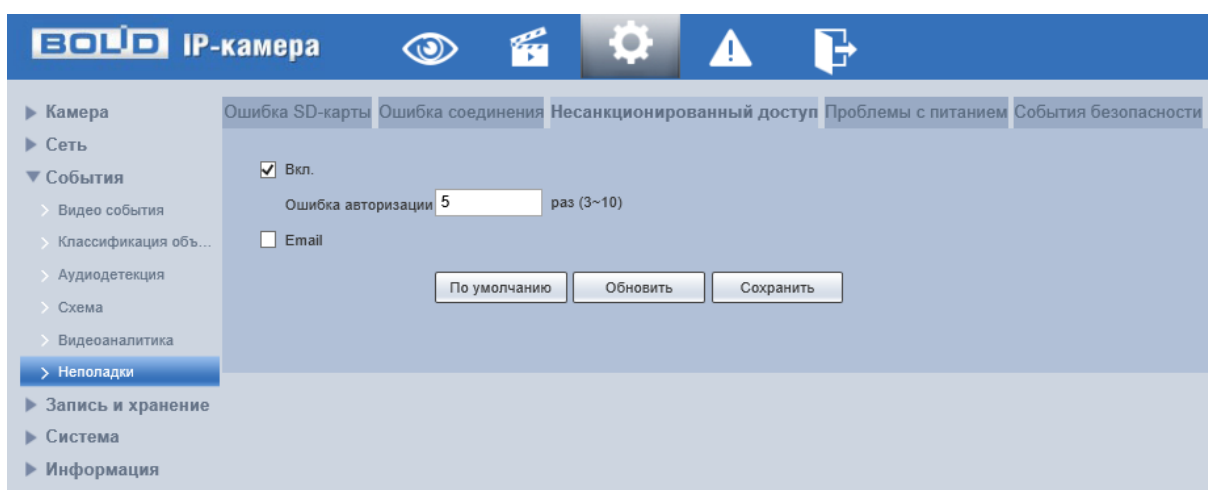 BOLID IP-камера
Камера
Сеть
События
Видео события
Классификация объ...
Аудиодетекция
Схема
Видеоаналитика
Неполадки
Запись и хранение
Система
Информация
Ошибка SD-карты Ошибка соединения Несанкционированный доступ Проблемы с питанием События безопасности
Вкл.
Ошибка авторизации 5 раз (3~10)
Email
По умолчанию Обновить Сохранить